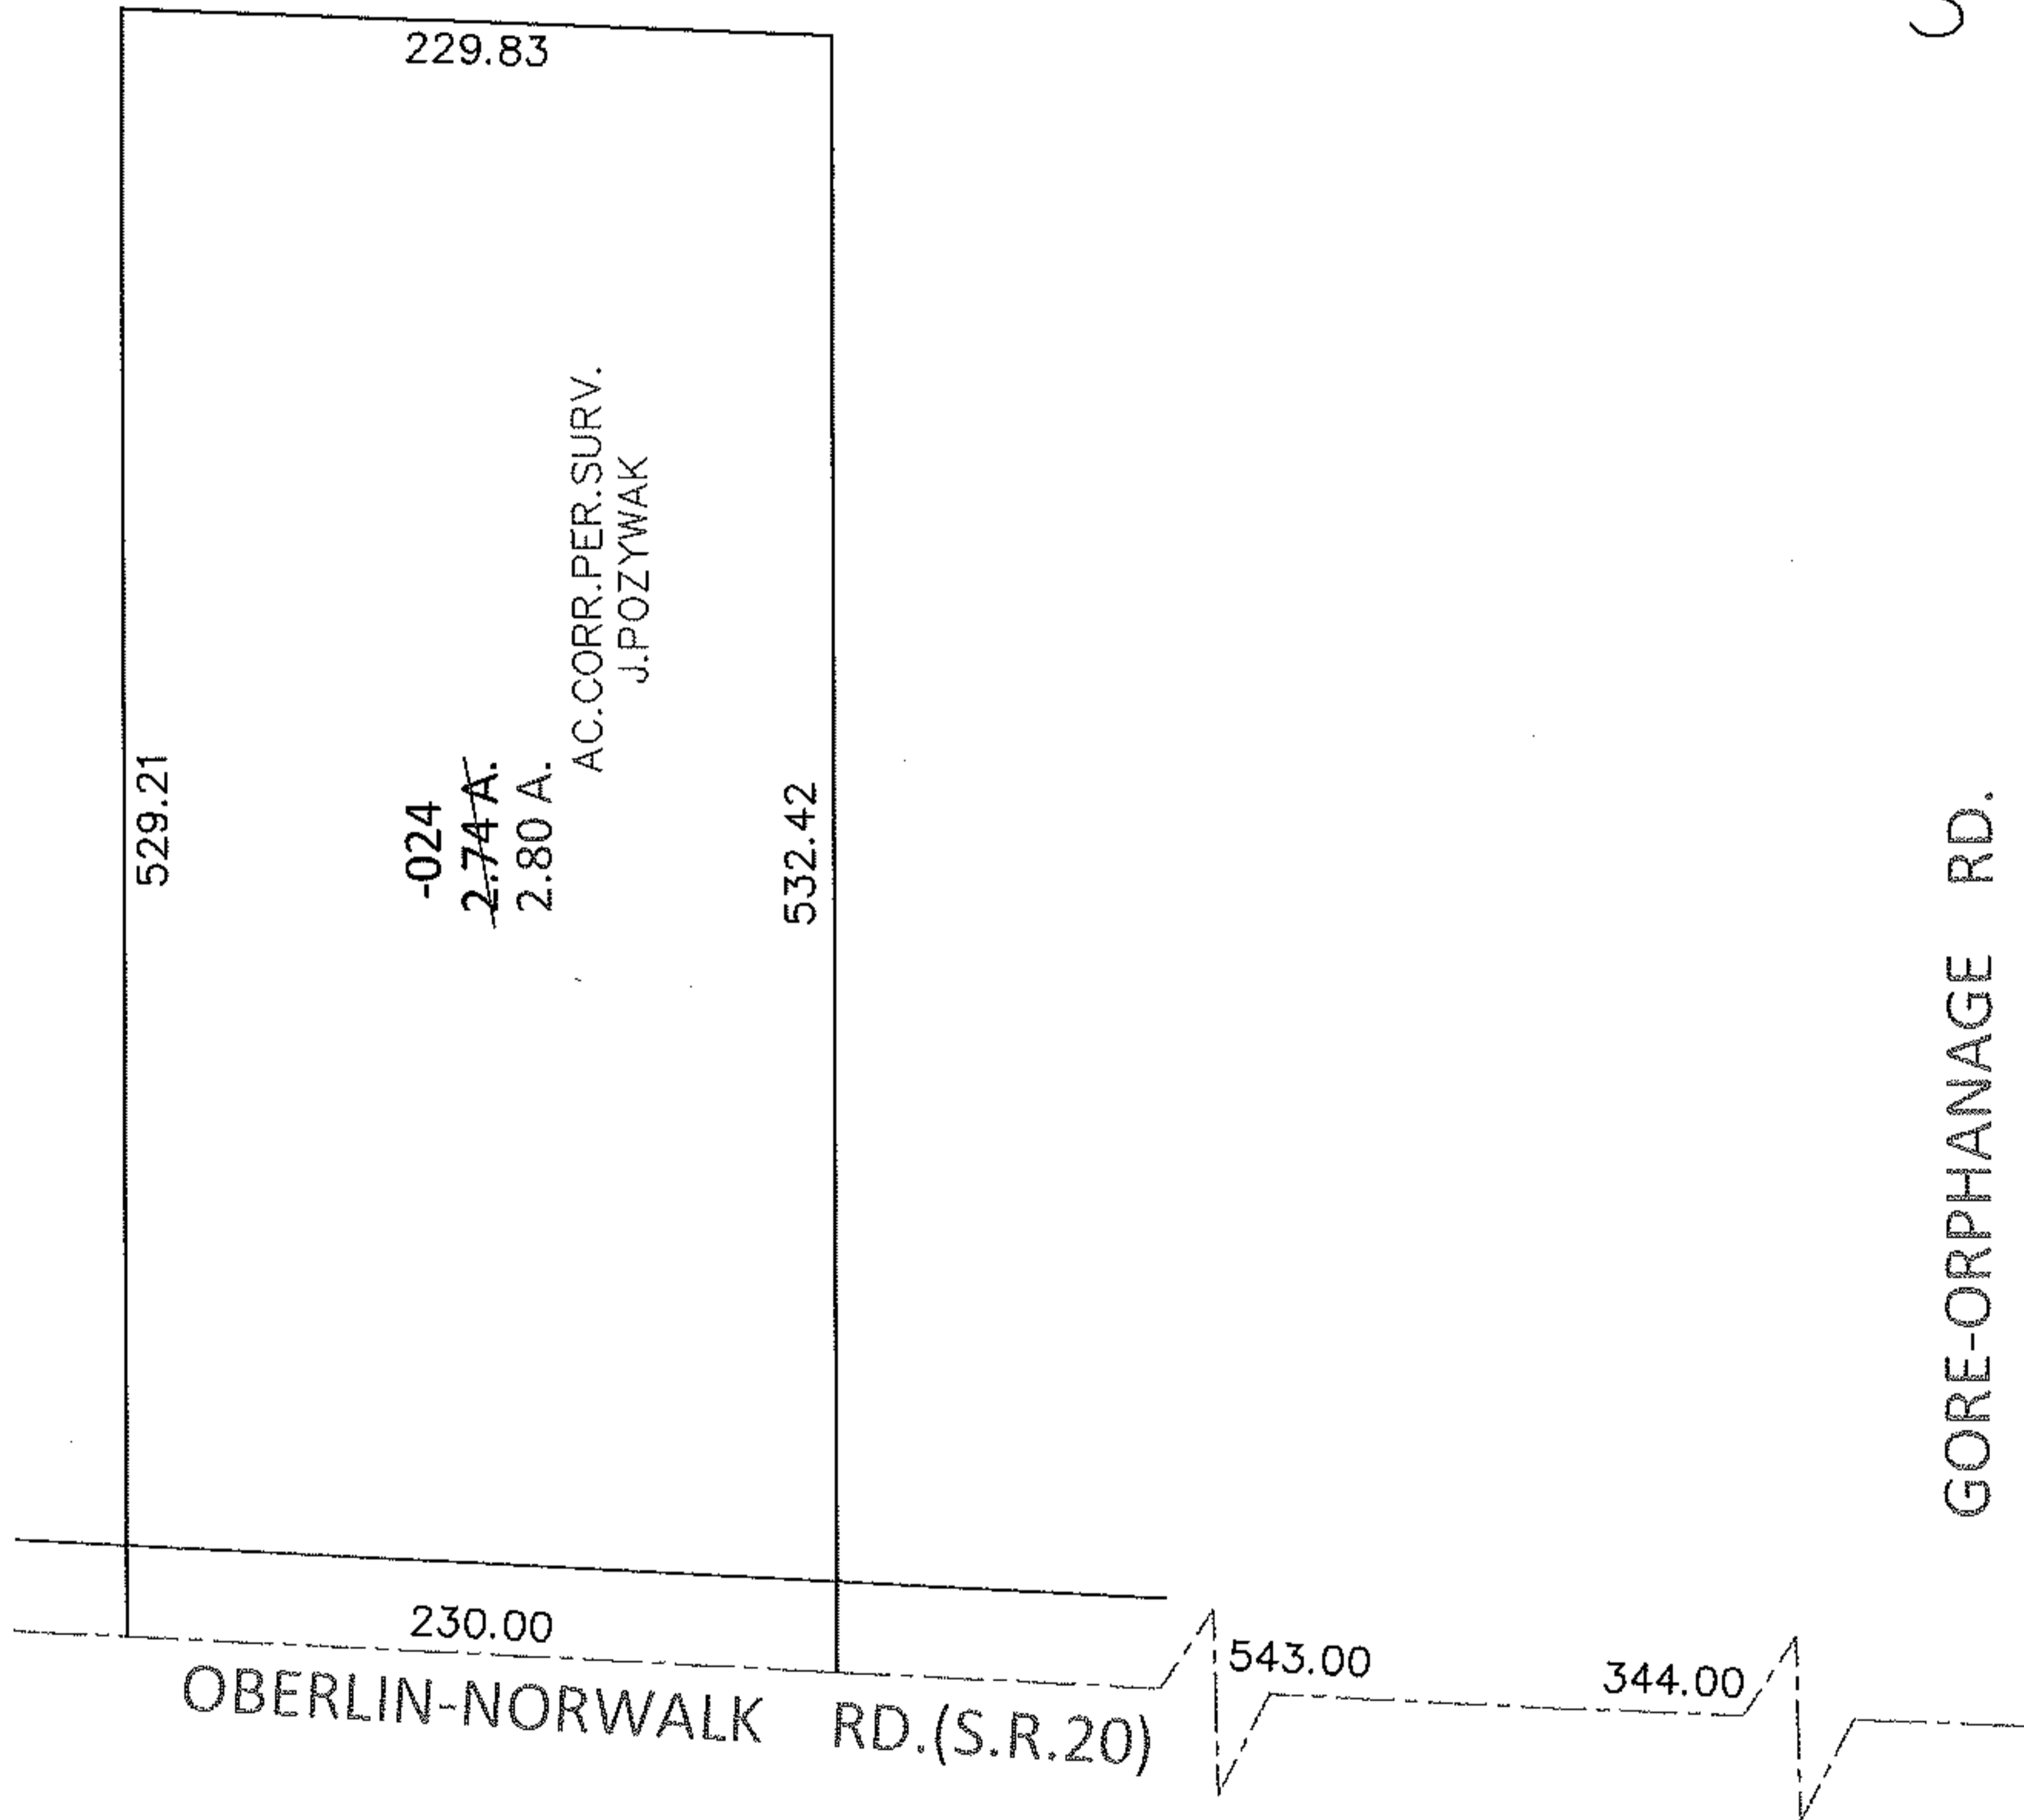 229.83
529.21
-024
2.74 A.
2.80 A.
AC.CORR.PER.SURV.
J.POZYWAK
532.42
GORE-ORPHANAGE RD.
230.00
543.00
344.00
OBERLIN-NORWALK RD.(S.R.20)